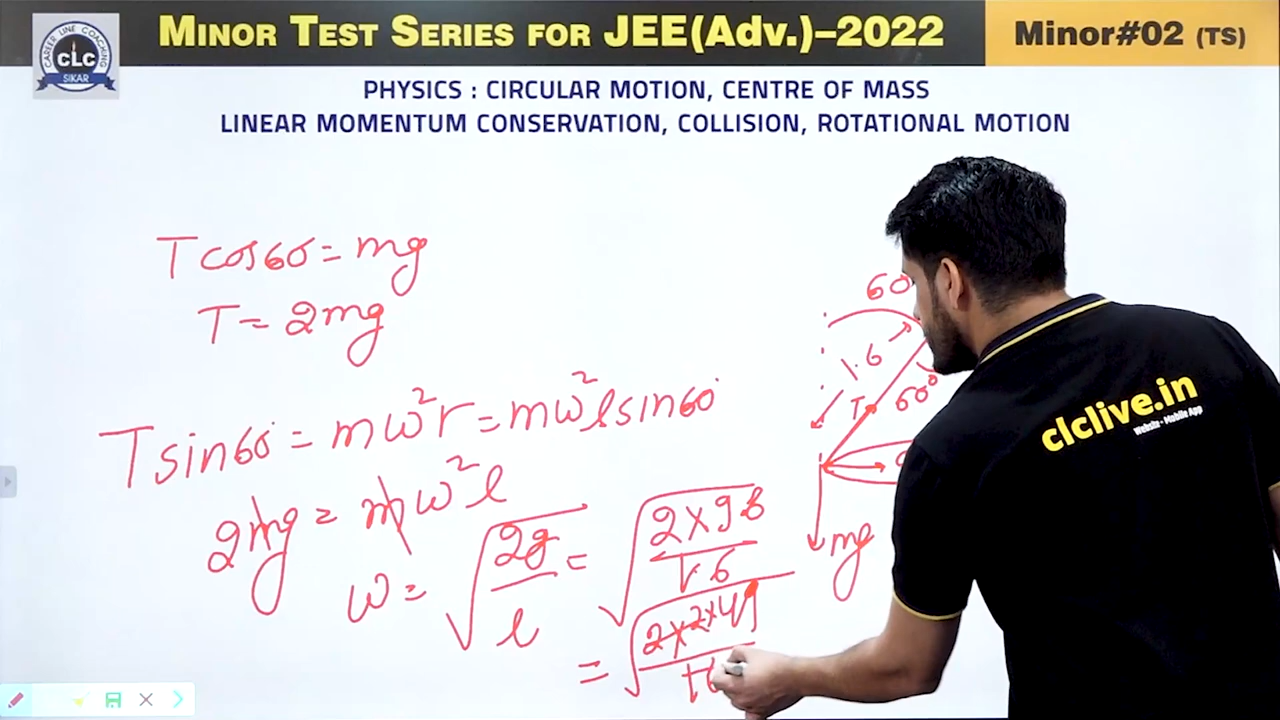 MINOR TEST SERIES FOR JEE(Adv.)–2022
Minor#02 (TS)
CAREER LINE COACHING
CLC
SIKAR
PHYSICS : CIRCULAR MOTION, CENTRE OF MASS
LINEAR MOMENTUM CONSERVATION, COLLISION, ROTATIONAL MOTION
T cos60 = mg
T = 2mg
T sin60° = mω²r = mω²l sin60°
2mg = mω²l
ω = √(2g/l) = √(2×9.8/1.6)
= √(2×2×4.9/1.6
60
1.6
T
60°
mg
clclive.in
Website - Mobile App